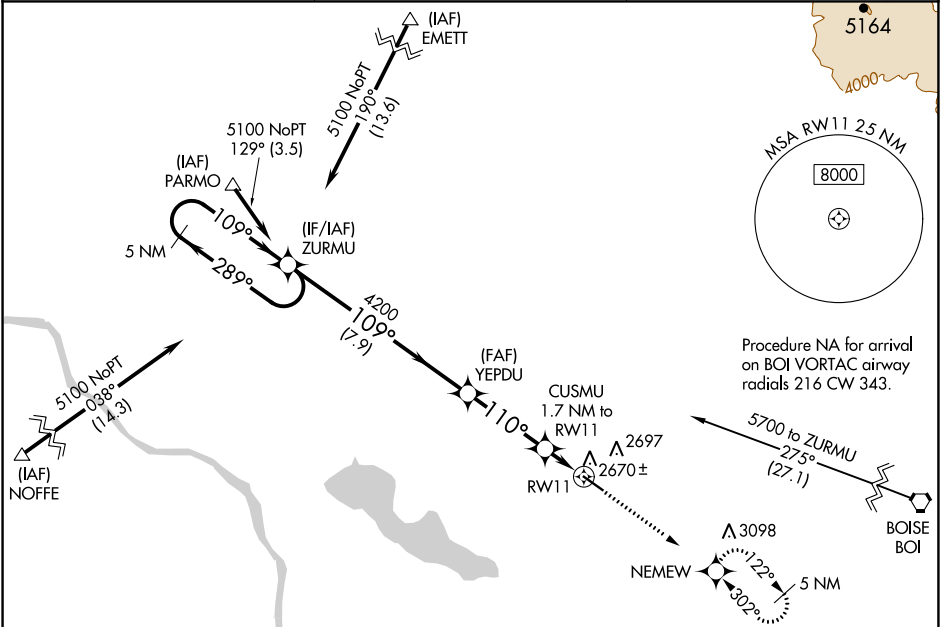 (IAF)
EMETT
5164
4000
5100 NoPT
190°
(13.6)
5100 NoPT
129° (3.5)
(IAF)
PARMO
MSA RW11 25 NM
8000
109°
5 NM
289°
(IF/IAF)
ZURMU
4200
109°
(7.9)
Procedure NA for arrival
on BOI VORTAC airway
radials 216 CW 343.
(FAF)
YEPDU
5100 NoPT
038°
(14.3)
(IAF)
NOFFE
110°
CUSMU
1.7 NM to
RW11
2697
2670±
RW11
5700 to ZURMU
275°
(27.1)
BOISE
BOI
3098
NEMEW
122°
5 NM
302°